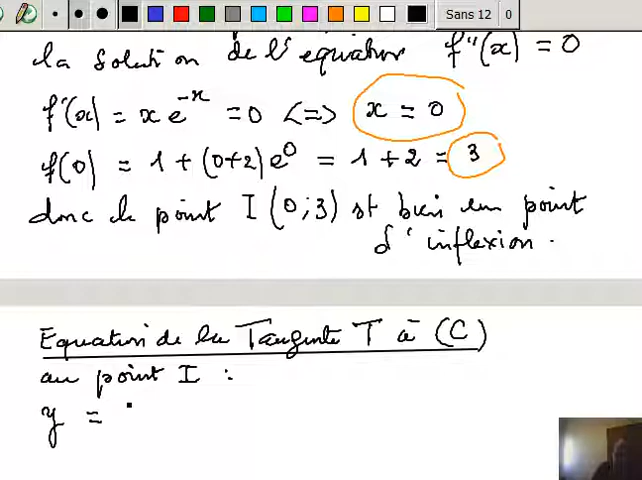 Sans 12 0
la solution de l'équation f"(x) = 0
f"(x) = x e^-x = 0 <=> x = 0
f(0) = 1 + (0+2) e^0 = 1 + 2 = 3
donc le point I (0 ; 3) est bien un point
d'inflexion.
Equation de la Tangente T à (C)
au point I :
y =